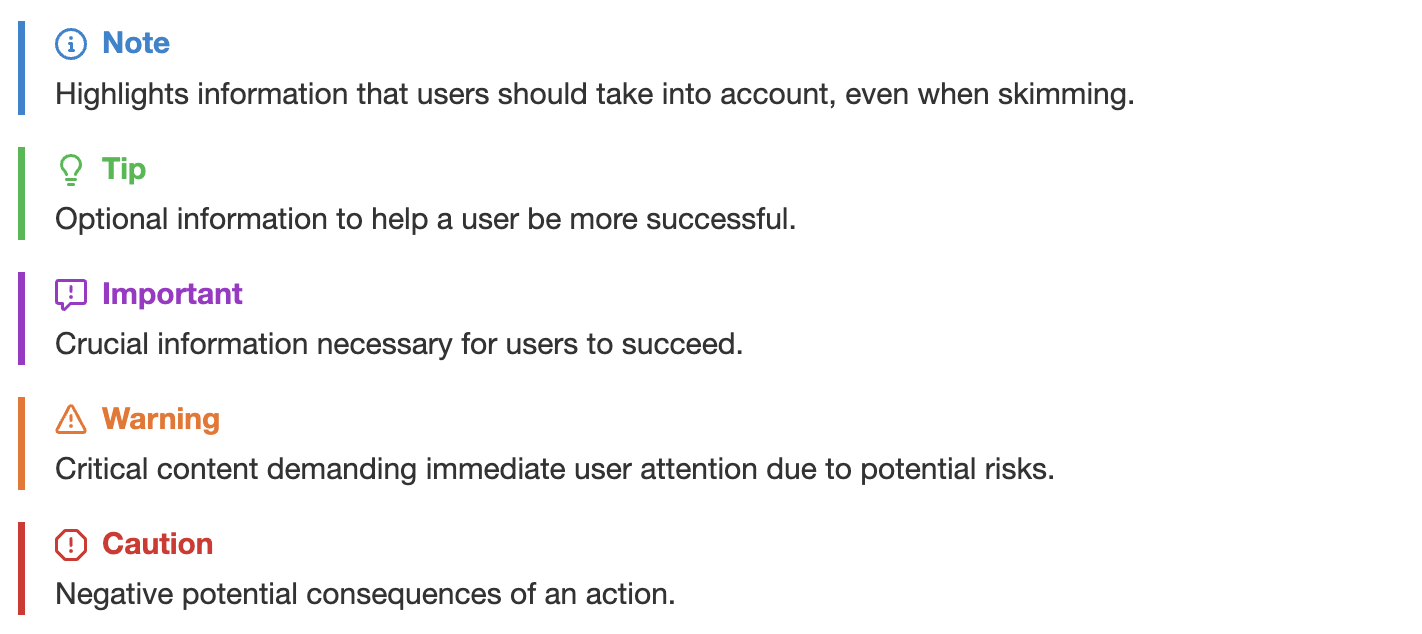 Note
Highlights information that users should take into account, even when skimming.
Tip
Optional information to help a user be more successful.
Important
Crucial information necessary for users to succeed.
Warning
Critical content demanding immediate user attention due to potential risks.
Caution
Negative potential consequences of an action.